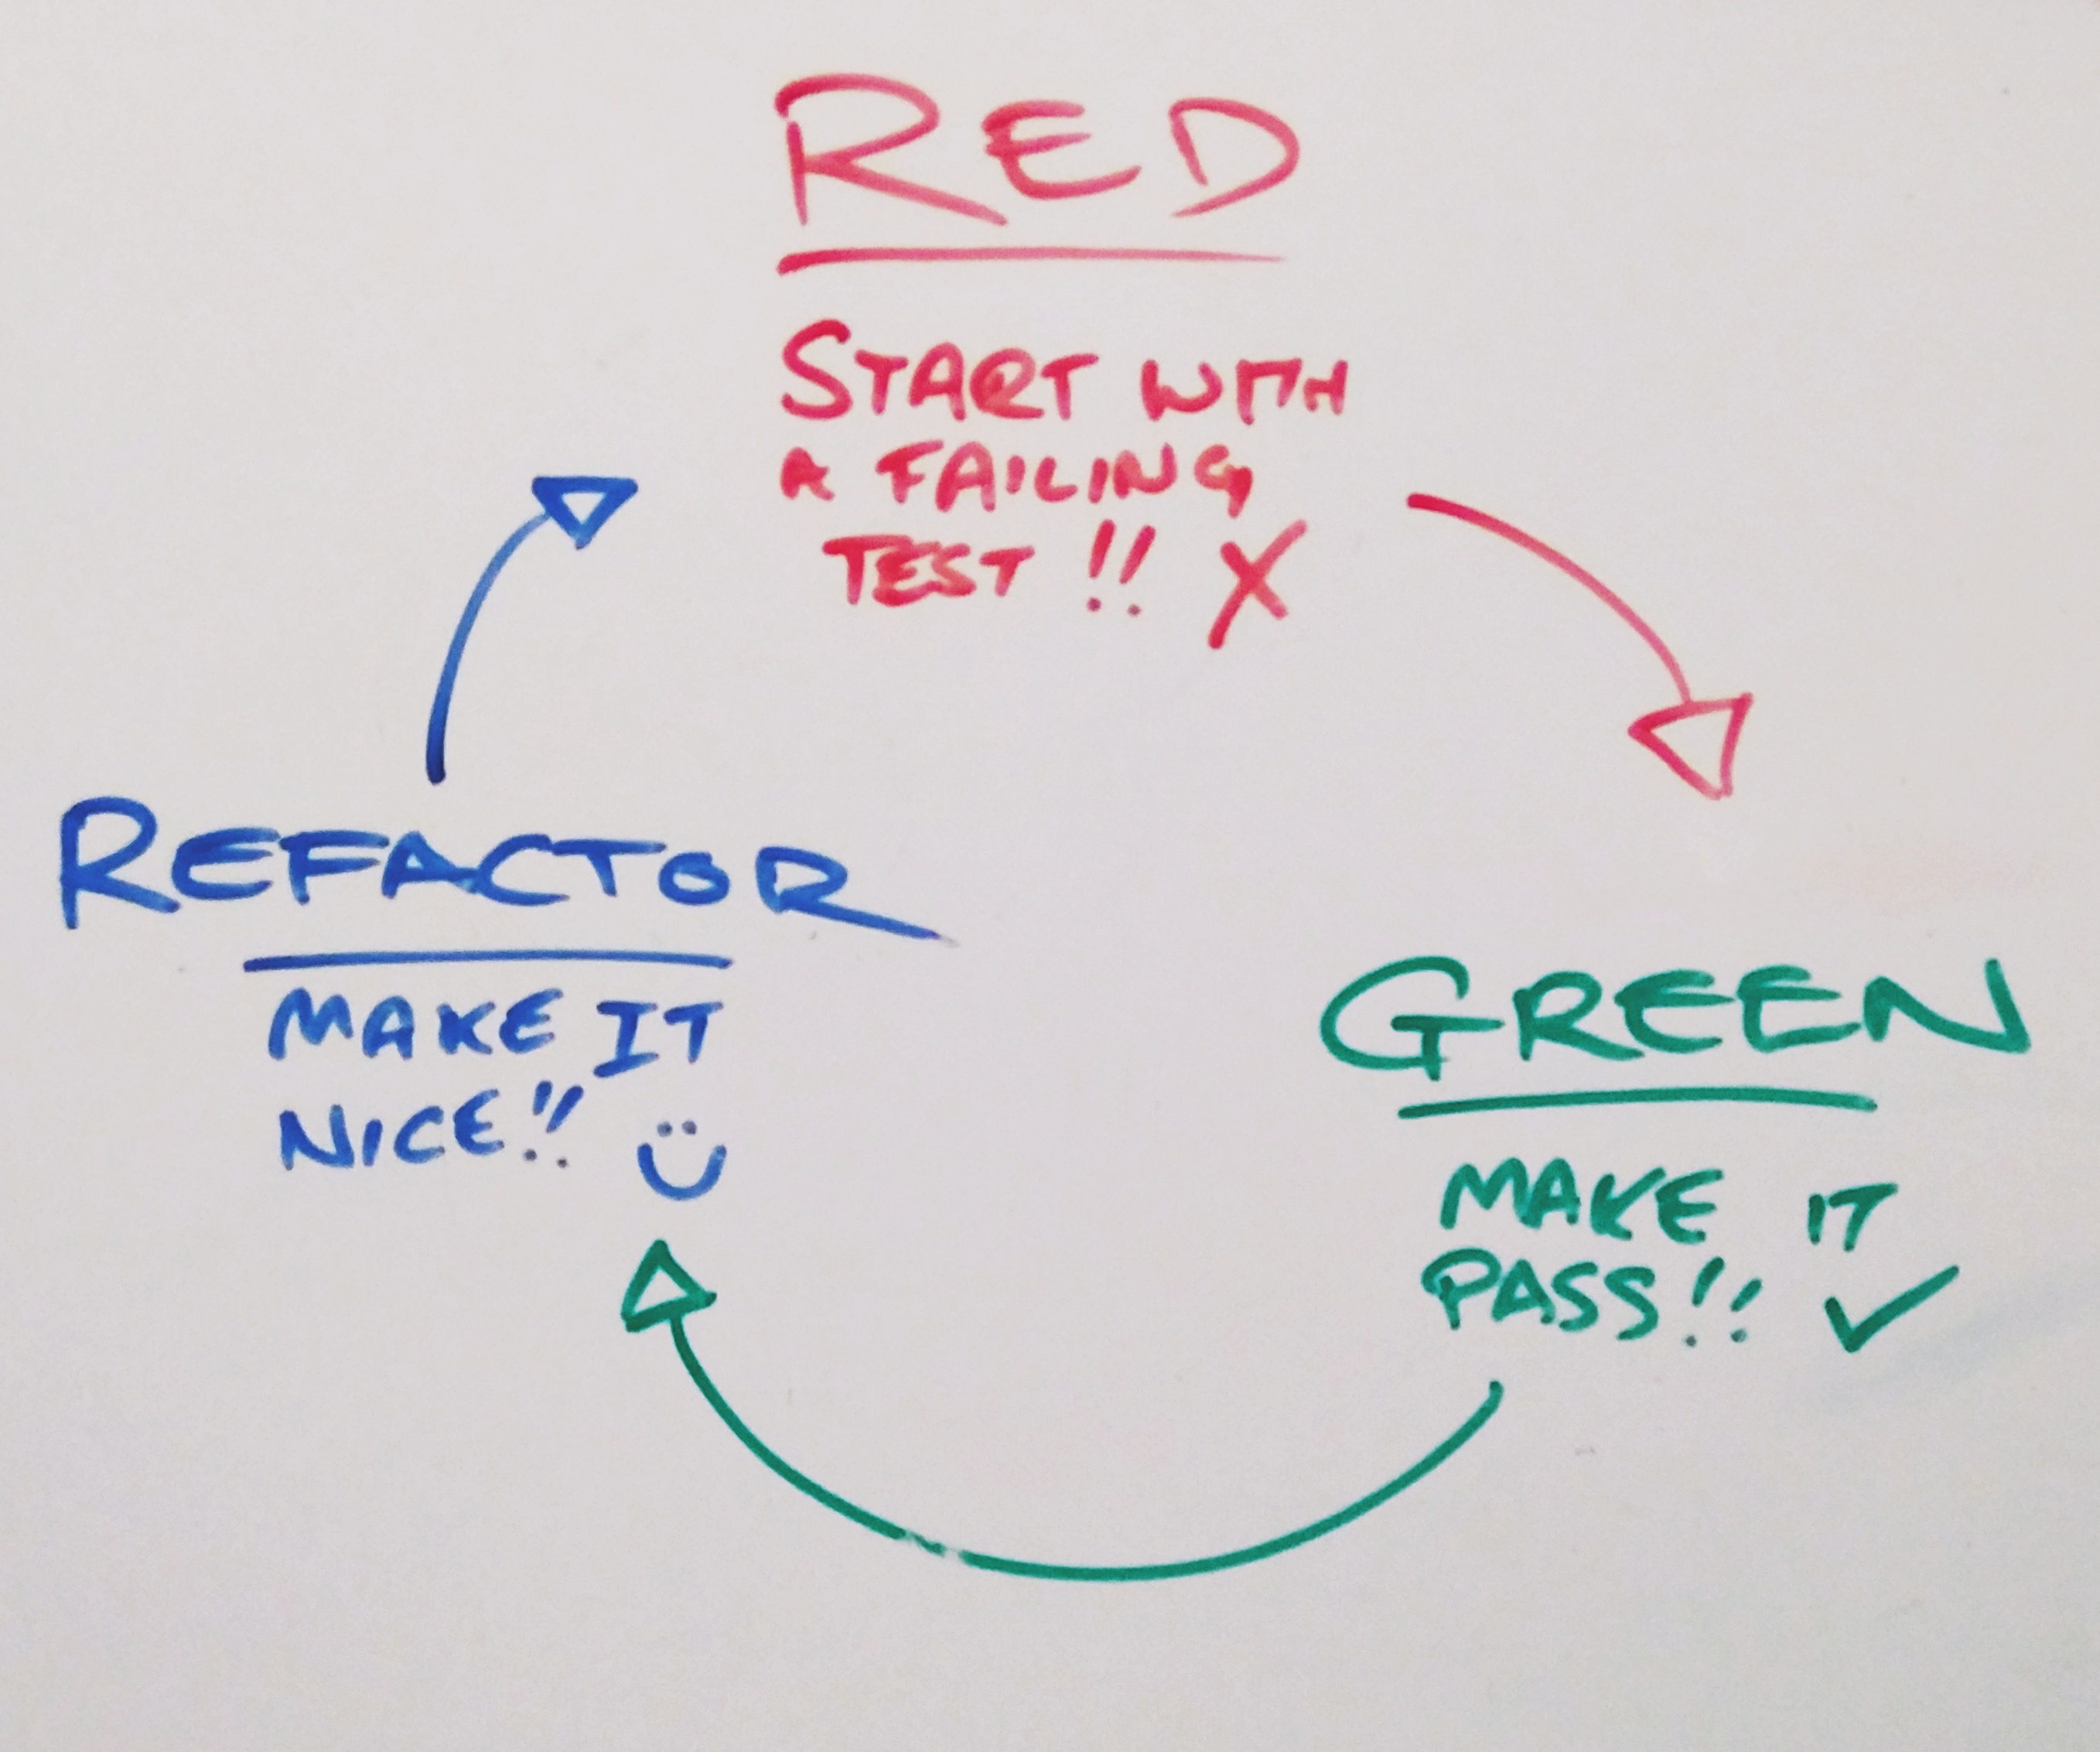 RED
START WITH
A FAILING
TEST!! X
REFACTOR
MAKE IT
NICE!!
GREEN
MAKE IT
PASS!! ✓